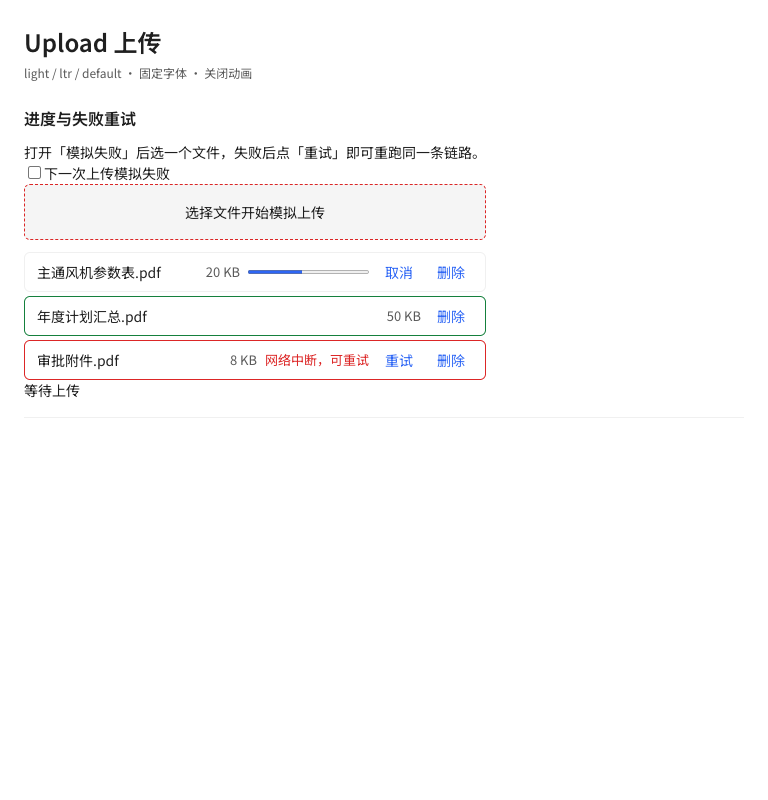 Upload 上传
light / ltr / default · 固定字体 · 关闭动画
进度与失败重试
打开「模拟失败」后选一个文件，失败后点「重试」即可重跑同一条链路。
下一次上传模拟失败
选择文件开始模拟上传
主通风机参数表.pdf 20 KB 取消 删除
年度计划汇总.pdf 50 KB 删除
审批附件.pdf 8 KB 网络中断，可重试 重试 删除
等待上传